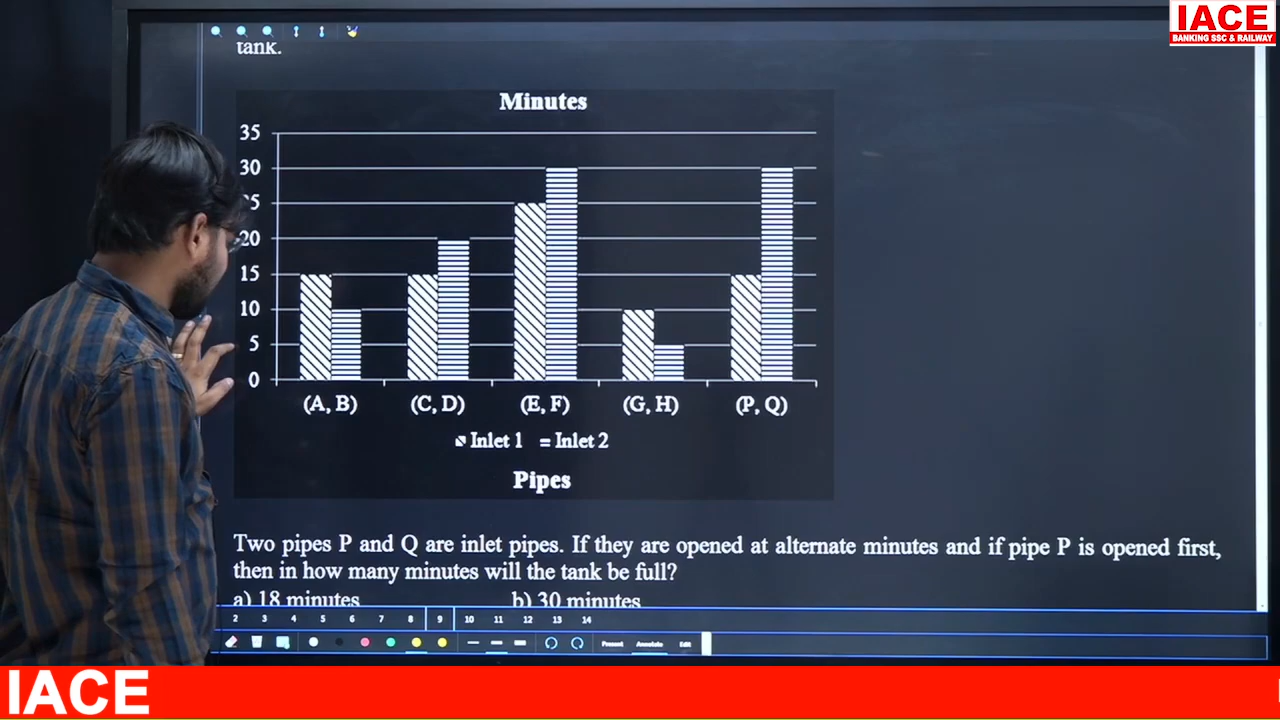 IACE
BANKING SSC & RAILWAY
tank.
Minutes
35
30
25
20
15
10
5
0
(A, B) (C, D) (E, F) (G, H) (P, Q)
Inlet 1 Inlet 2
Pipes
Two pipes P and Q are inlet pipes. If they are opened at alternate minutes and if pipe P is opened first,
then in how many minutes will the tank be full?
a) 18 minutes b) 30 minutes
2 3 4 5 6 7 8 9 10 11 12 13 14
Present Annotate Edit
IACE